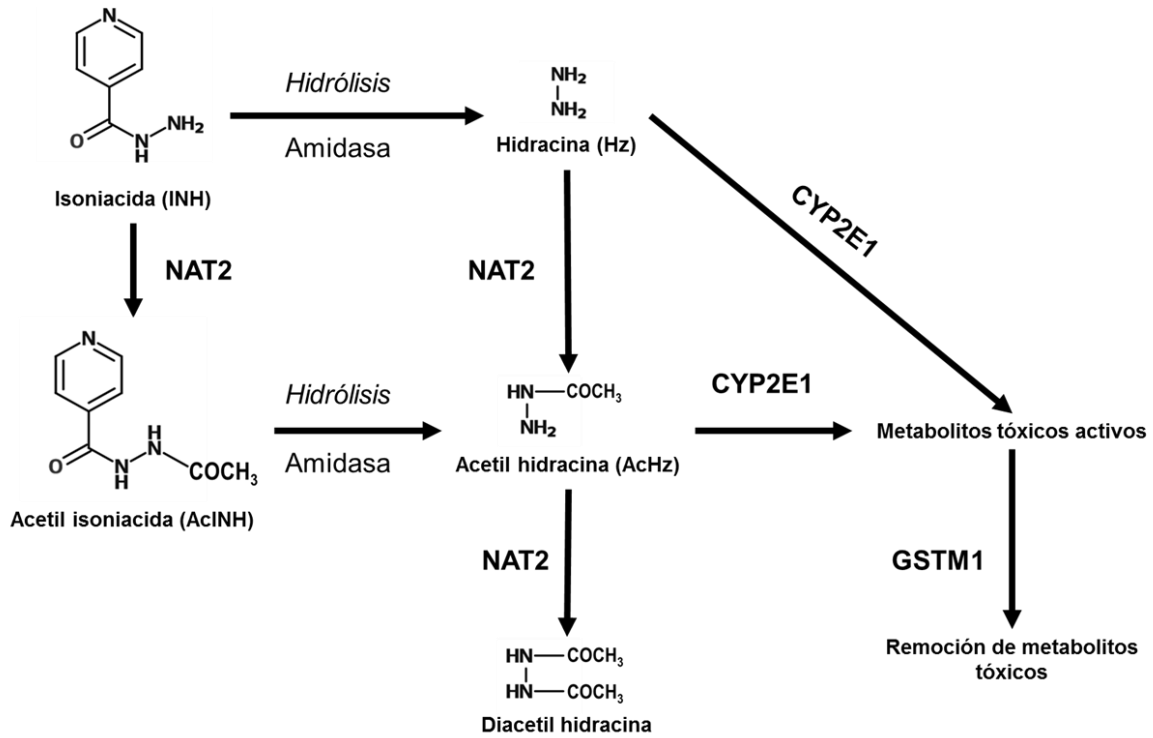 N
O
N
H
NH2
Isoniacida (INH)
Hidrólisis
Amidasa
NH2
NH2
Hidracina (Hz)
CYP2E1
NAT2
NAT2
N
O
N
H
H
N
COCH3
Acetil isoniacida (AcINH)
Hidrólisis
Amidasa
HN COCH3
NH2
Acetil hidracina (AcHz)
CYP2E1
Metabolitos tóxicos activos
NAT2
GSTM1
HN COCH3
HN COCH3
Diacetil hidracina
Remoción de metabolitos
tóxicos